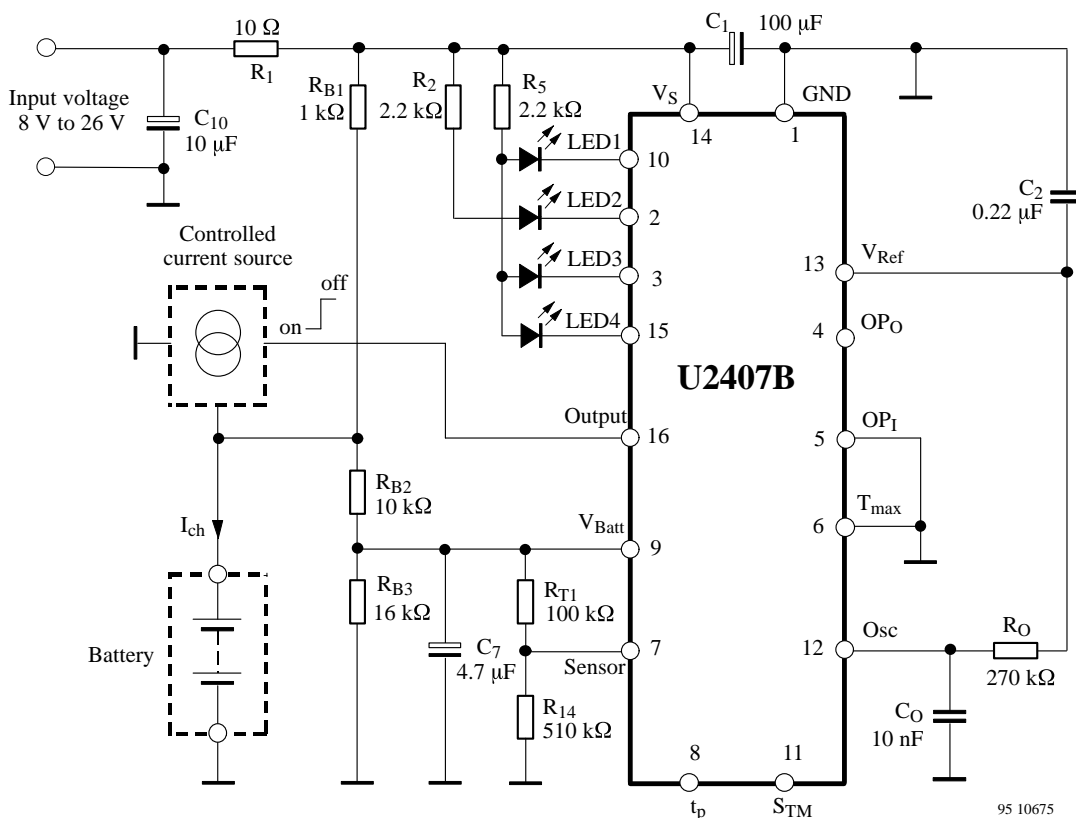 10 Ω
R1
Input voltage
8 V to 26 V
C10
10 μF
RB1
1 kΩ
R2
2.2 kΩ
R5
2.2 kΩ
C1
100 μF
VS
GND
14
1
LED1
10
LED2
2
LED3
3
LED4
15
C2
0.22 μF
13
VRef
4
OPO
U2407B
Controlled
current source
off
on
Output
16
5
OPI
6
Tmax
RB2
10 kΩ
Ich
VBatt
9
RB3
16 kΩ
RT1
100 kΩ
C7
4.7 μF
Sensor
7
R14
510 kΩ
Battery
12
Osc
RO
270 kΩ
CO
10 nF
8
11
tp
STM
95 10675